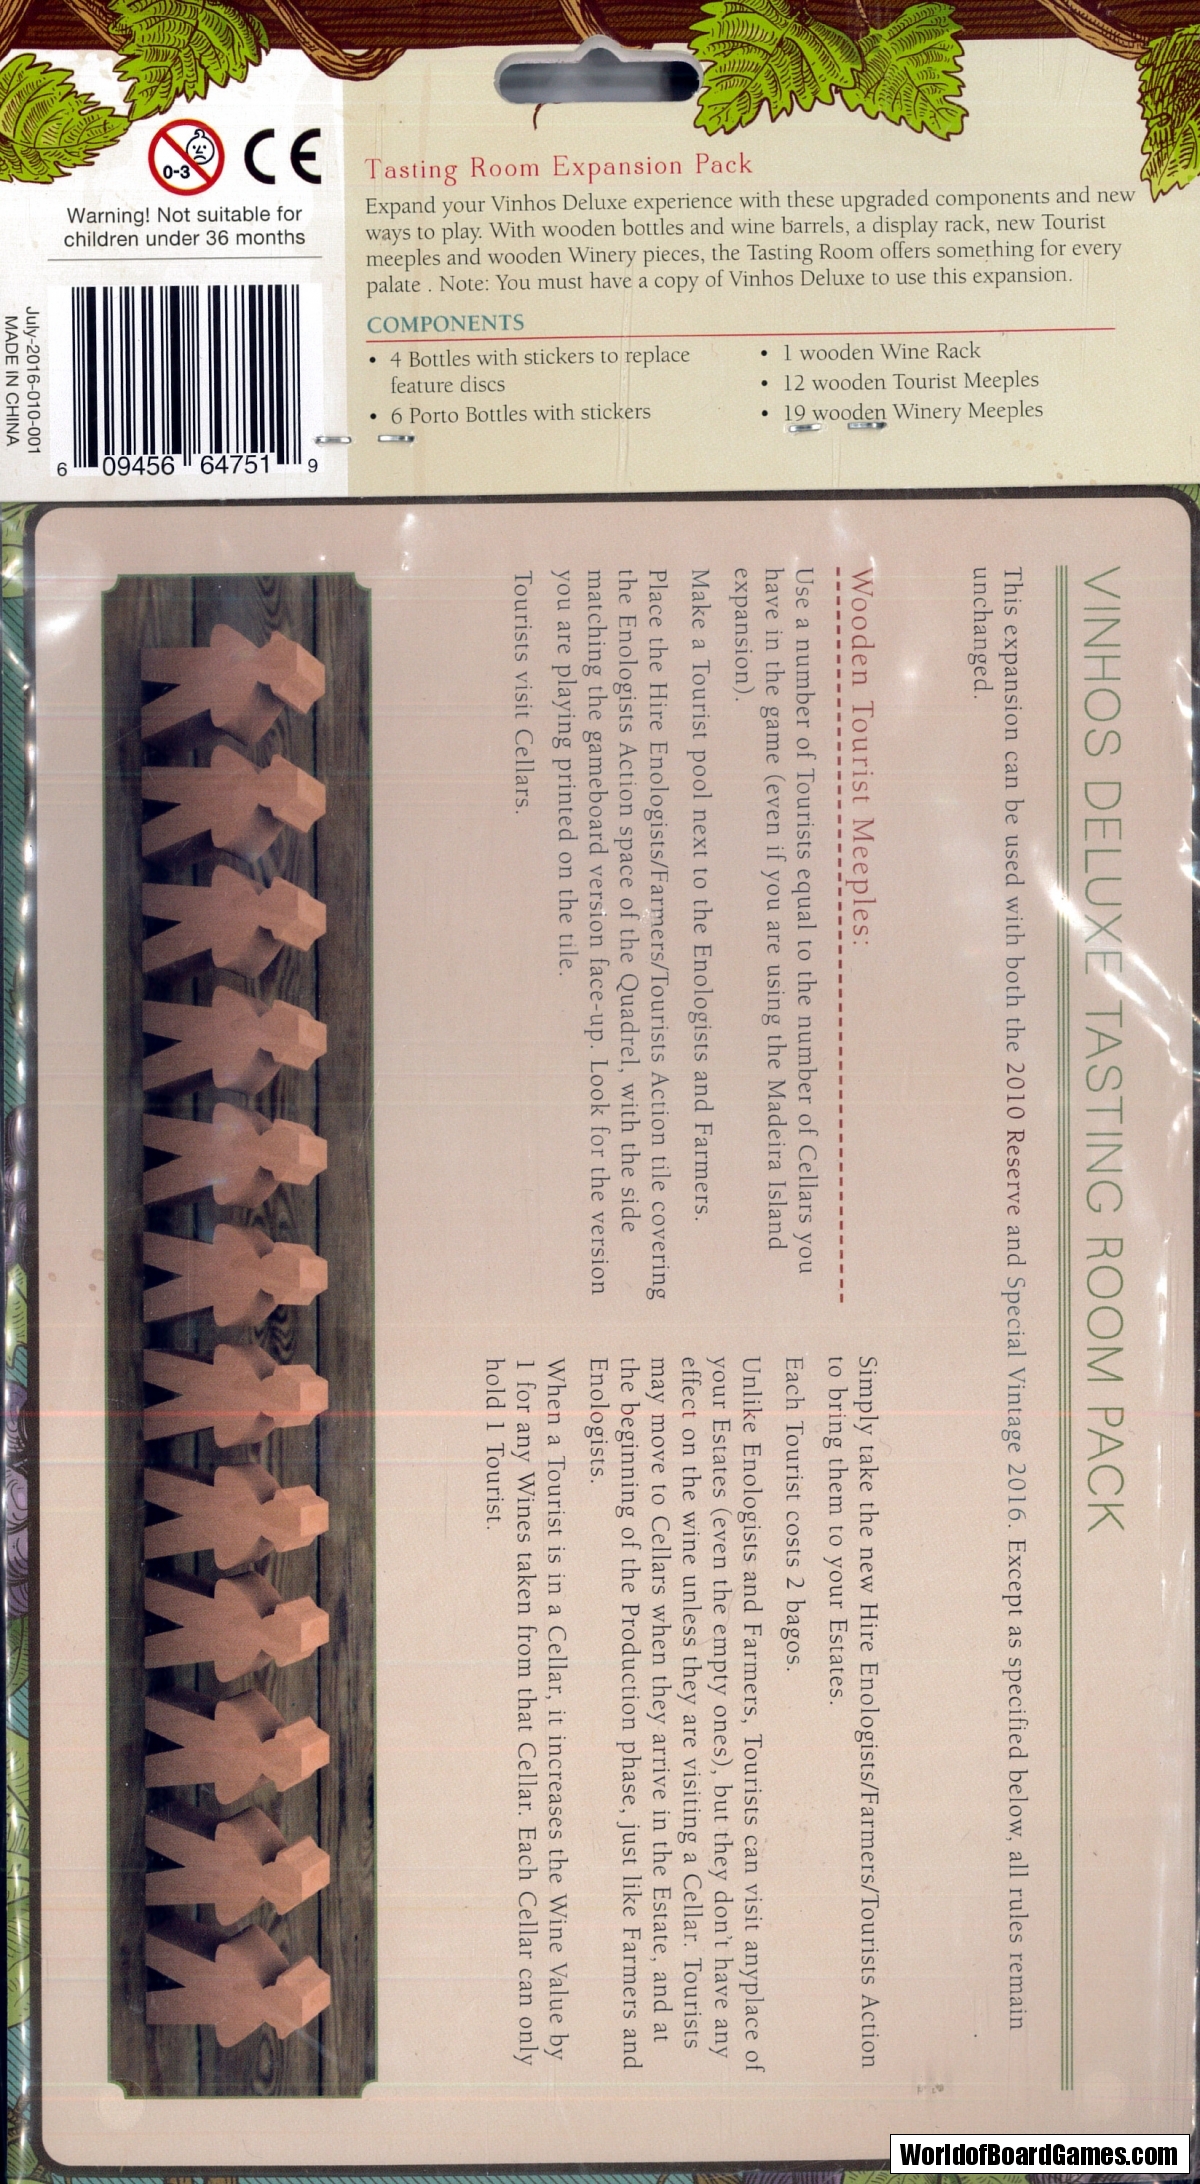 Tasting Room Expansion Pack
Expand your Vinhos Deluxe experience with these upgraded components and new
ways to play. With wooden bottles and wine barrels, a display rack, new Tourist
meeples and wooden Winery pieces, the Tasting Room offers something for every
palate . Note: You must have a copy of Vinhos Deluxe to use this expansion.
COMPONENTS
• 4 Bottles with stickers to replace
feature discs
• 6 Porto Bottles with stickers
• 1 wooden Wine Rack
• 12 wooden Tourist Meeples
• 19 wooden Winery Meeples
0-3
CE
Warning! Not suitable for
children under 36 months
July-2016-010-001
MADE IN CHINA
6 09456 64751 9
VINHOS DELUXE TASTING ROOM PACK
This expansion can be used with both the 2010 Reserve and Special Vintage 2016. Except as specified below, all rules remain
unchanged.
Wooden Tourist Meeples:
Use a number of Tourists equal to the number of Cellars you
have in the game (even if you are using the Madeira Island
expansion).
Make a Tourist pool next to the Enologists and Farmers.
Place the Hire Enologists/Farmers/Tourists Action tile covering
the Enologists Action space of the Quadrel, with the side
matching the gameboard version face-up. Look for the version
you are playing printed on the tile.
Tourists visit Cellars.
Simply take the new Hire Enologists/Farmers/Tourists Action
to bring them to your Estates.
Each Tourist costs 2 bagos.
Unlike Enologists and Farmers, Tourists can visit anyplace of
your Estates (even the empty ones), but they don't have any
effect on the wine unless they are visiting a Cellar. Tourists
may move to Cellars when they arrive in the Estate, and at
the beginning of the Production phase, just like Farmers and
Enologists.
When a Tourist is in a Cellar, it increases the Wine Value by
1 for any Wines taken from that Cellar. Each Cellar can only
hold 1 Tourist.
WorldofBoardGames.com